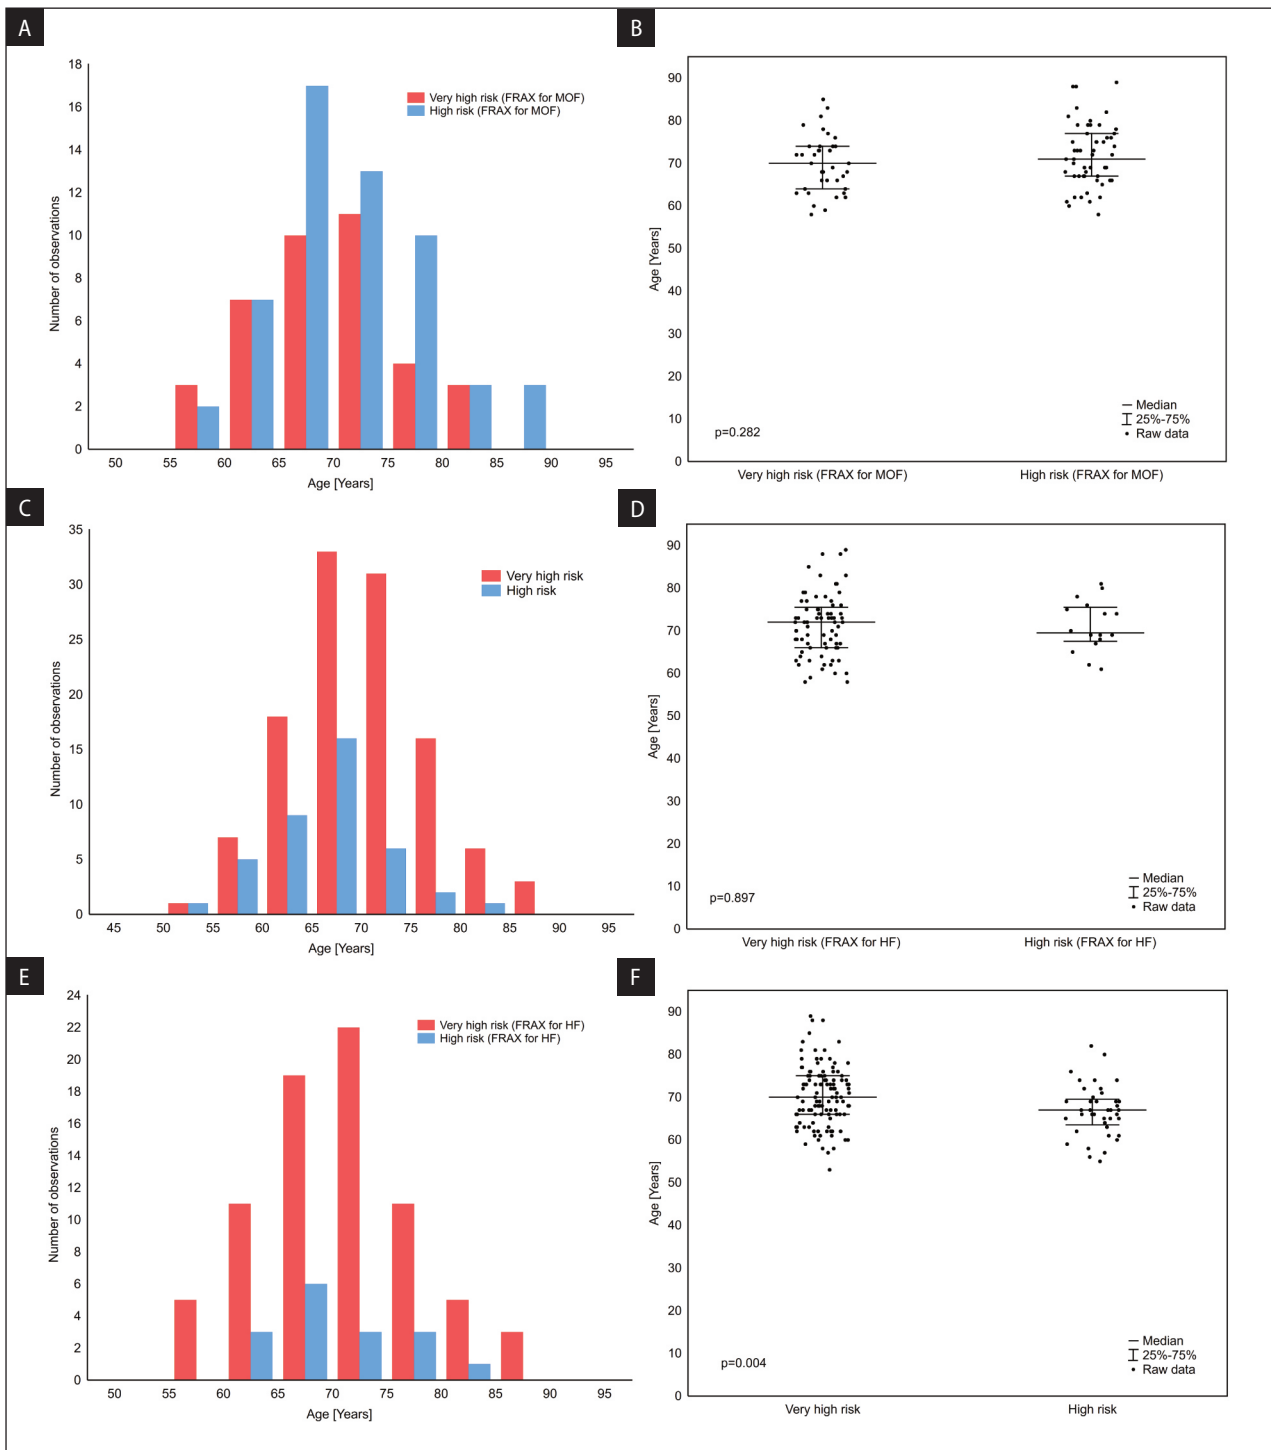 A
18
16
14
12
10
8
6
4
2
0
Number of observations
Very high risk (FRAX for MOF)
High risk (FRAX for MOF)
50 55 60 65 70 75 80 85 90 95
Age [Years]
B
90
80
70
60
50
40
30
20
10
0
Age [Years]
p=0.282
Median
25%-75%
Raw data
Very high risk (FRAX for MOF) High risk (FRAX for MOF)
C
35
30
25
20
15
10
5
0
Number of observations
Very high risk
High risk
45 50 55 60 65 70 75 80 85 90 95
Age [Years]
D
90
80
70
60
50
40
30
20
10
0
Age [Years]
p=0.897
Median
25%-75%
Raw data
Very high risk (FRAX for HF) High risk (FRAX for HF)
E
24
22
20
18
16
14
12
10
8
6
4
2
0
Number of observations
Very high risk (FRAX for HF)
High risk (FRAX for HF)
50 55 60 65 70 75 80 85 90 95
Age [Years]
F
90
80
70
60
50
40
30
20
10
0
Age [Years]
p=0.004
Median
25%-75%
Raw data
Very high risk High risk